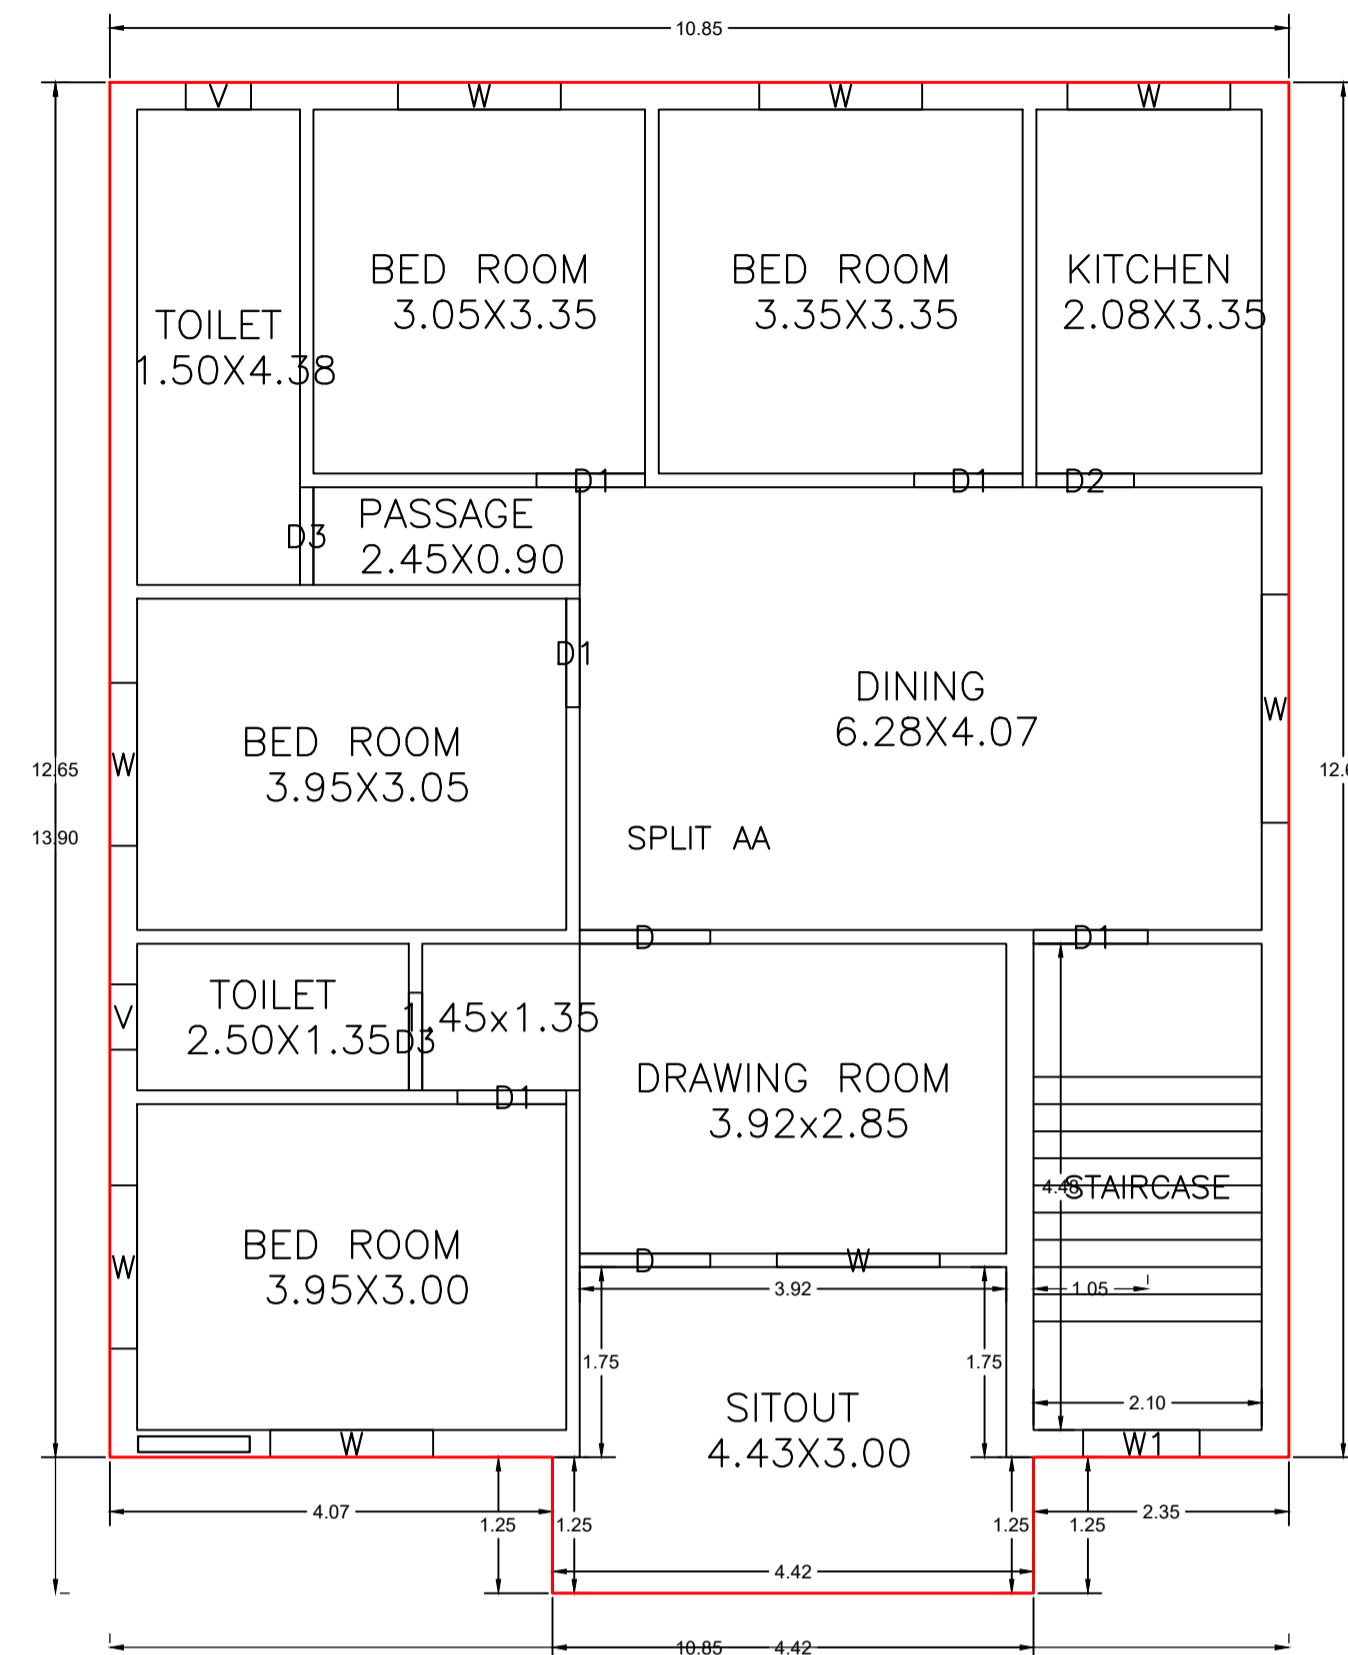 10.85
V
W
W
W
BED ROOM
3.05X3.35
BED ROOM
3.35X3.35
KITCHEN
2.08X3.35
TOILET
1.50X4.38
D1
D1
D2
PASSAGE
2.45X0.90
D3
D1
DINING
6.28X4.07
W
BED ROOM
3.95X3.05
W
12.65
13.90
SPLIT AA
D
D1
TOILET
2.50X1.35
V
D3
1.45x1.35
D1
DRAWING ROOM
3.92x2.85
4.48
STAIRCASE
BED ROOM
3.95X3.00
W
D
W
3.92
1.05
1.75
1.75
2.10
SITOUT
4.43X3.00
W
W1
4.07
1.25
1.25
1.25
1.25
2.35
4.42
10.85
4.42